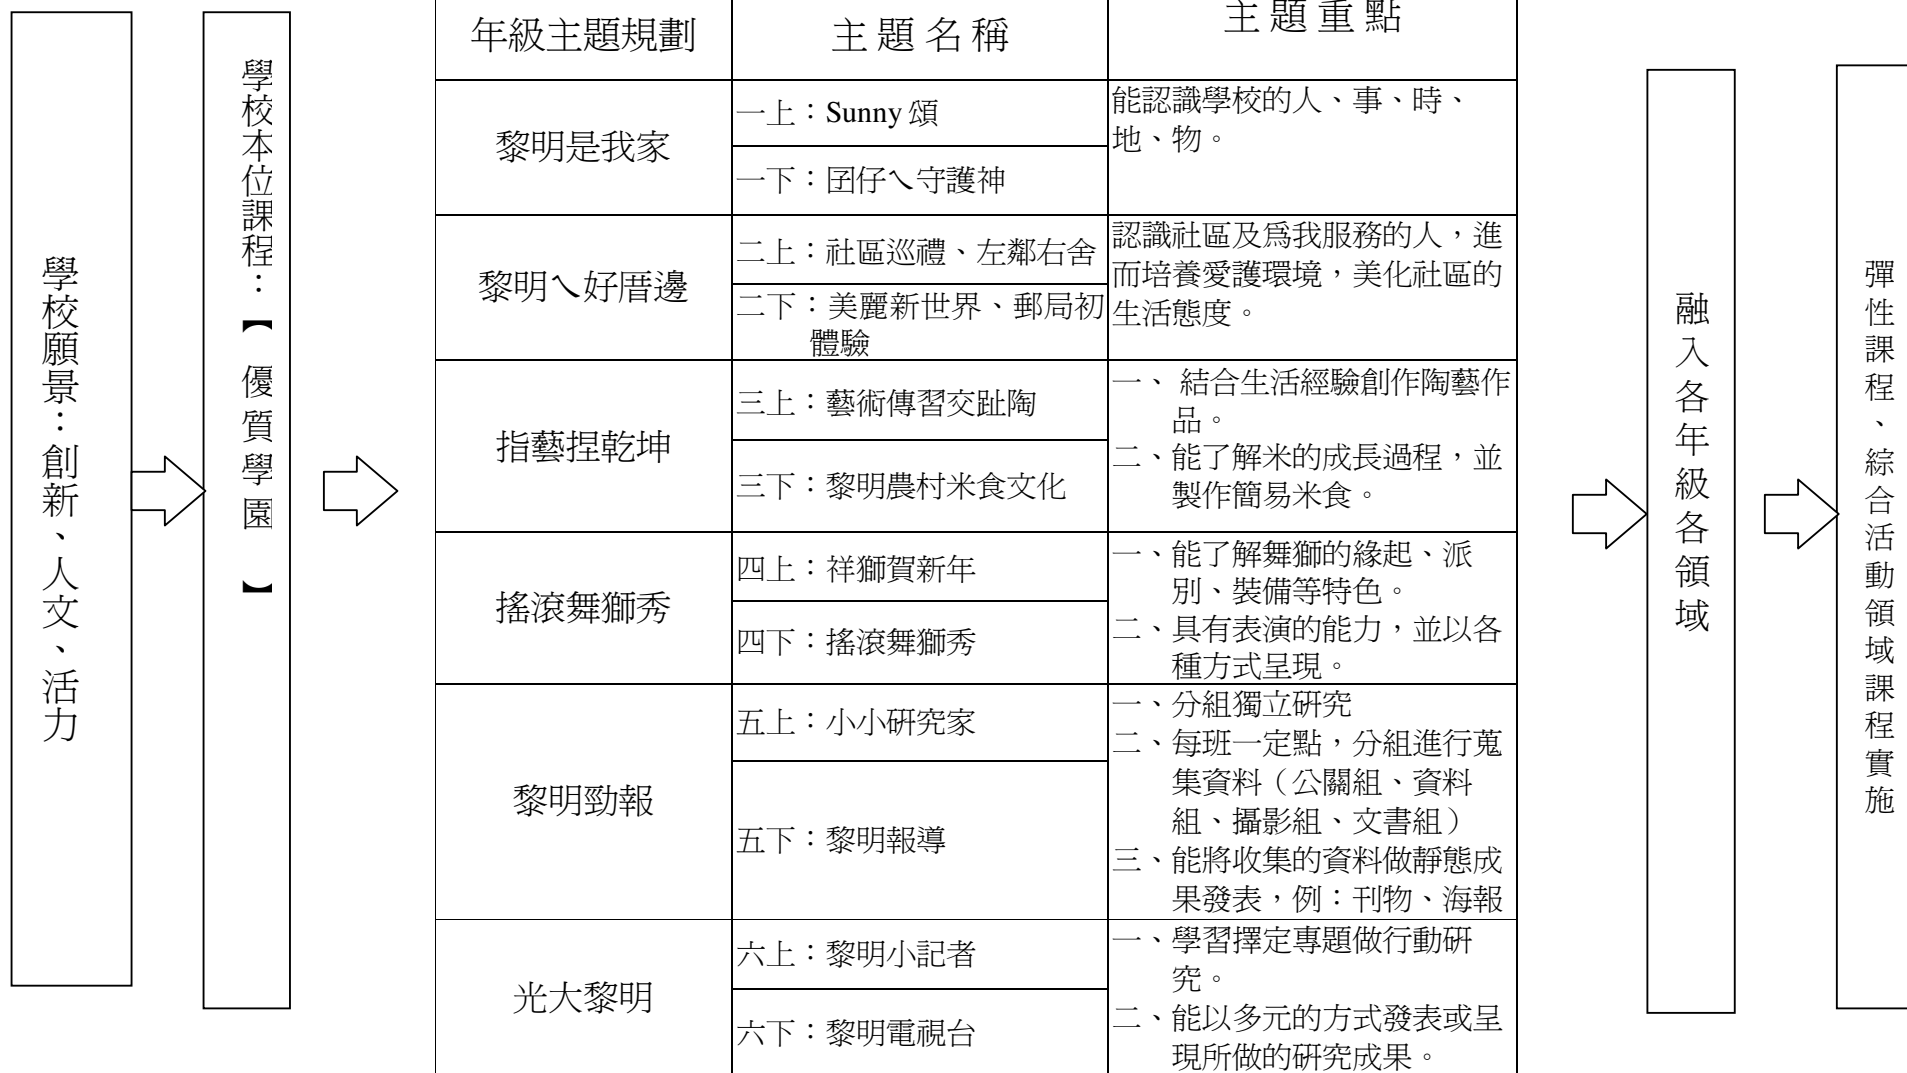 學校願景：創新、人文、活力
學校本位課程：【優質學園】
年級主題規劃
主題名稱
主題重點
黎明是我家
一上：Sunny 頌
一下：囝仔ㄟ守護神
能認識學校的人、事、時、
地、物。
黎明ㄟ好厝邊
二上：社區巡禮、左鄰右舍
二下：美麗新世界、郵局初
體驗
認識社區及為我服務的人，進
而培養愛護環境，美化社區的
生活態度。
指藝捏乾坤
三上：藝術傳習交趾陶
三下：黎明農村米食文化
一、 結合生活經驗創作陶藝作
品。
二、能了解米的成長過程，並
製作簡易米食。
搖滾舞獅秀
四上：祥獅賀新年
四下：搖滾舞獅秀
一、能了解舞獅的緣起、派
別、裝備等特色。
二、具有表演的能力，並以各
種方式呈現。
黎明勁報
五上：小小研究家
五下：黎明報導
一、分組獨立研究
二、每班一定點，分組進行蒐
集資料（公關組、資料
組、攝影組、文書組）
三、能將收集的資料做靜態成
果發表，例：刊物、海報
光大黎明
六上：黎明小記者
六下：黎明電視台
一、學習擇定專題做行動研
究。
二、能以多元的方式發表或呈
現所做的研究成果。
融入各年級各領域
彈性課程、綜合活動領域課程實施